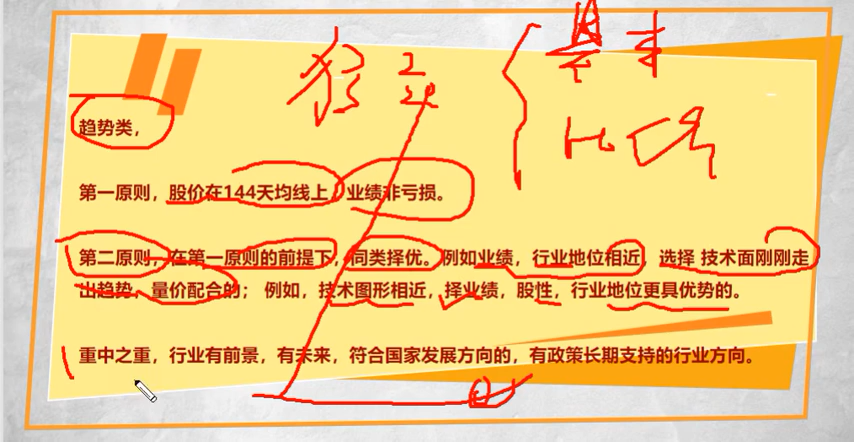 趋势类，
第一原则，股价在144天均线上，业绩非亏损。
第二原则，在第一原则的前提下，同类择优。例如业绩，行业地位相近，选择 技术面刚刚走
出趋势，量价配合的； 例如，技术图形相近，择业绩，股性，行业地位更具优势的。
重中之重，行业有前景，有未来，符合国家发展方向的，有政策长期支持的行业方向。